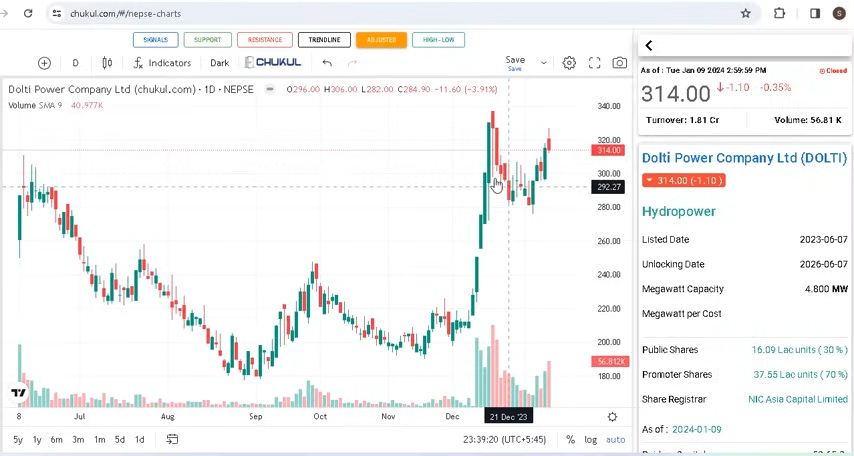 chukul.com/#/nepse-charts
S
SIGNALS
SUPPORT
RESISTANCE
TRENDLINE
ADJUSTED
HIGH-LOW
D
Indicators
Dark
CHUKUL
Save
Save
Dolti Power Company Ltd (chukul.com) · 1D · NEPSE
O296.00 H306.00 L282.00 C284.90 -11.60 (-3.91%)
Volume SMA 9 40.977K
340.00
320.00
314.00
300.00
292.27
280.00
260.00
240.00
220.00
200.00
56.812K
180.00
8
Jul
Aug
Sep
Oct
Nov
Dec
21 Dec '23
5y 1y 6m 3m 1m 5d 1d
23:39:20 (UTC+5:45)
% log auto
As of : Tue Jan 09 2024 2:59:59 PM
Closed
314.00
-1.10 -0.35%
Turnover: 1.81 Cr
Volume: 56.81 K
Dolti Power Company Ltd (DOLTI)
314.00 (-1.10)
Hydropower
Listed Date 2023-06-07
Unlocking Date 2026-06-07
Megawatt Capacity 4.800 MW
Megawatt per Cost
Public Shares 16.09 Lac units ( 30 % )
Promoter Shares 37.55 Lac units ( 70 % )
Share Registrar NIC Asia Capital Limited
As of : 2024-01-09